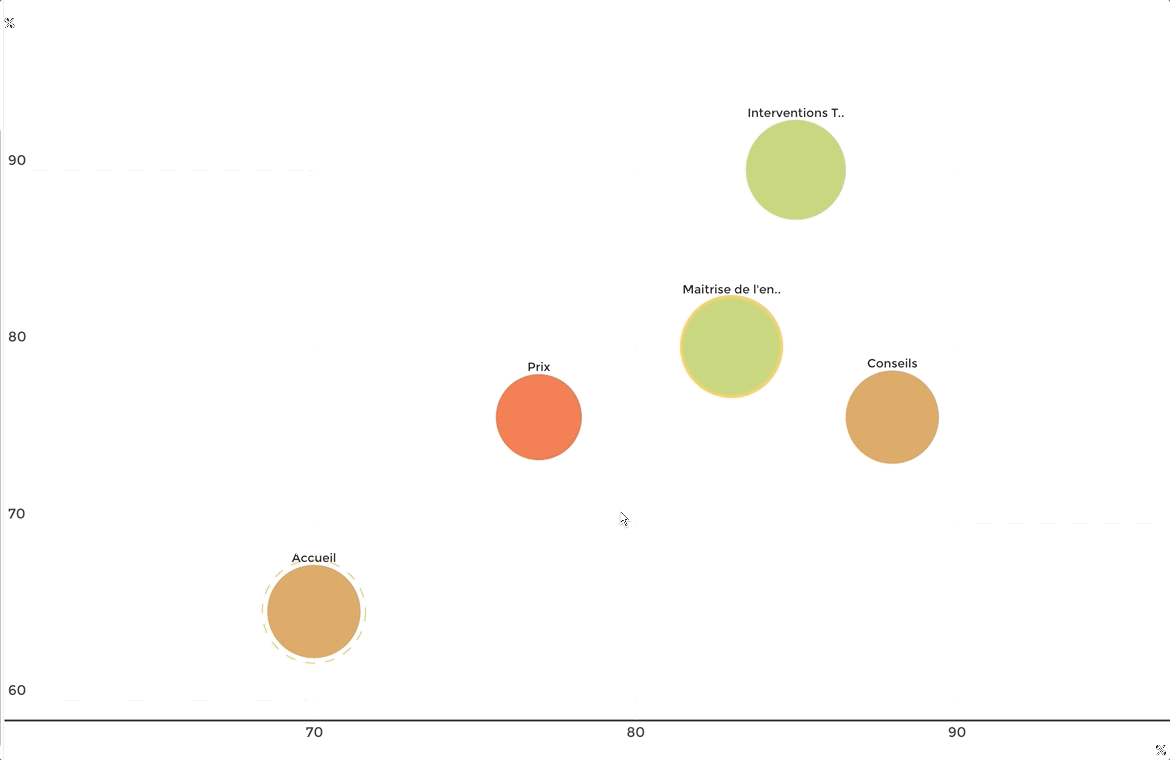 %
Interventions T..
90
Maitrise de l'en..
80
Conseils
Prix
70
Accueil
60
70 80 90
%